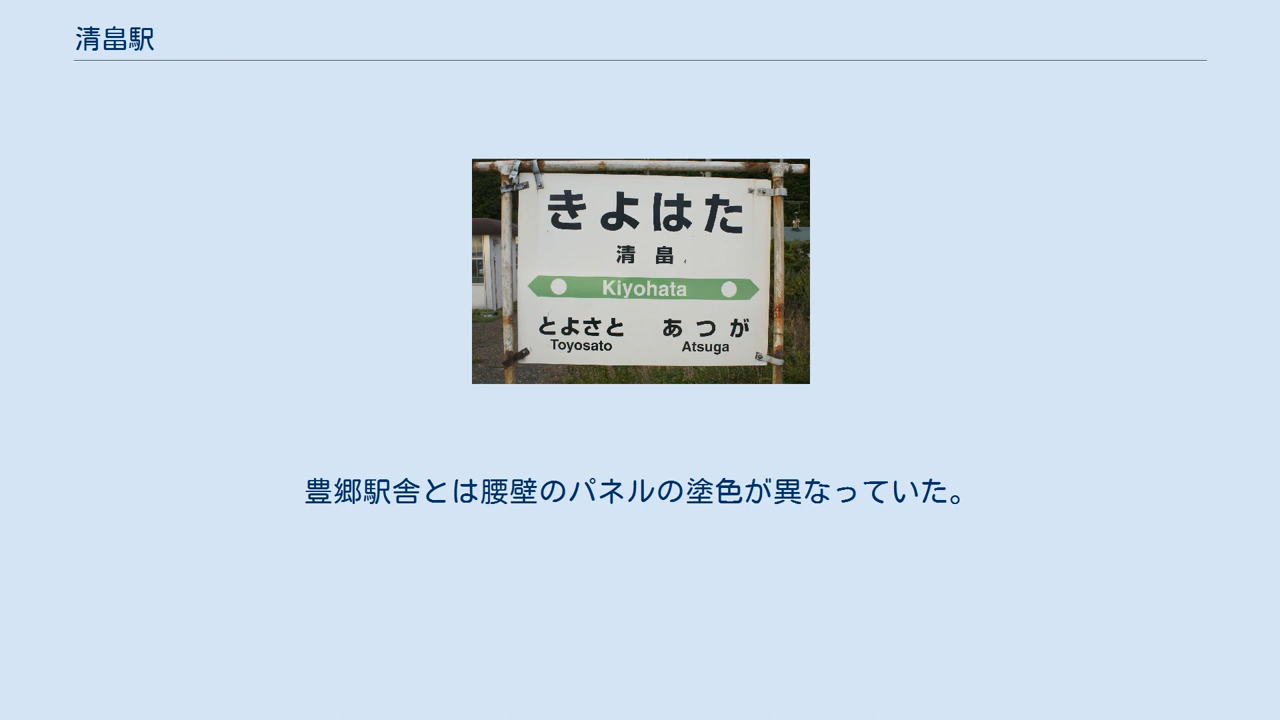 清畠駅
きよはた
清畠
Kiyohata
とよさと あつが
Toyosato Atsuga
豊郷駅舎とは腰壁のパネルの塗色が異なっていた。